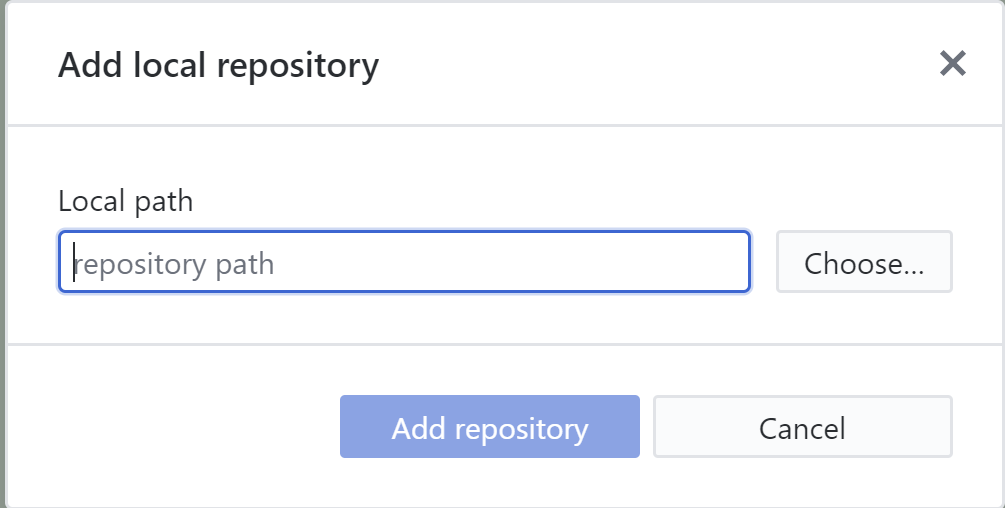 Add local repository
Local path
repository path
Choose...
Add repository
Cancel